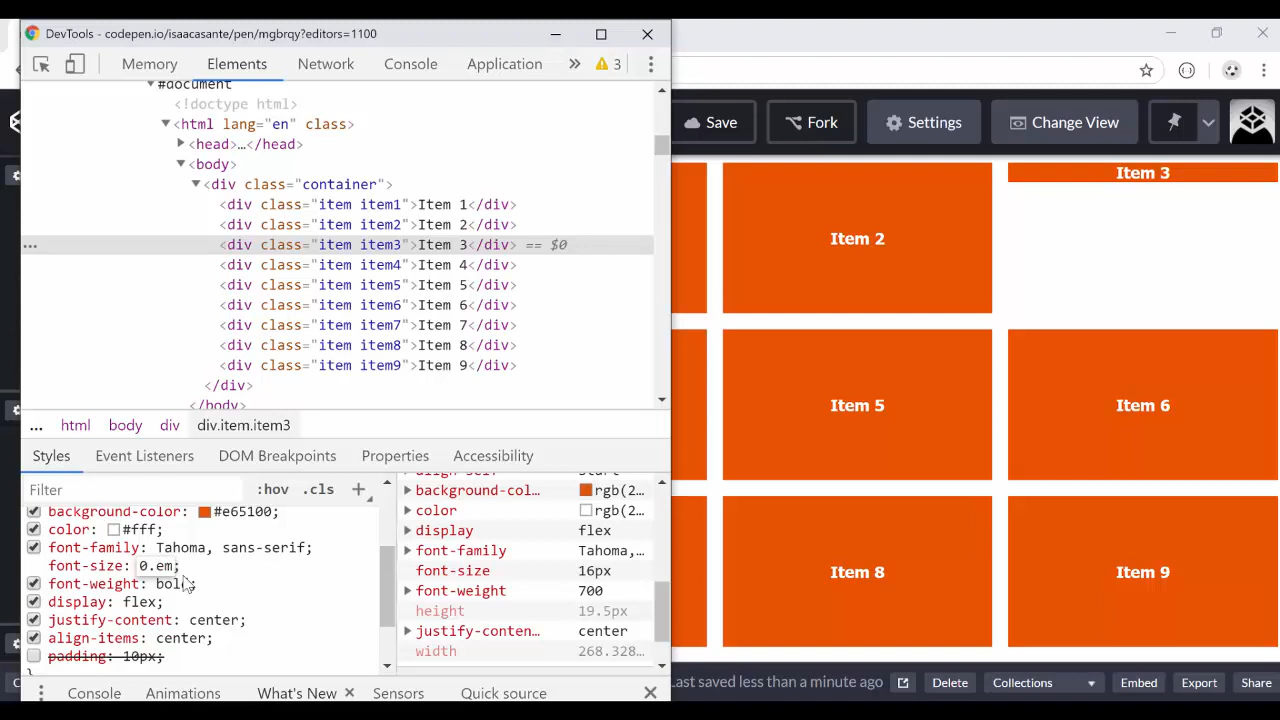 DevTools - codepen.io/isaacasante/pen/mgbrqy?editors=1100
Memory Elements Network Console Application » 3
#document
<!doctype html>
<html lang="en" class>
<head>…</head>
<body>
<div class="container">
<div class="item item1">Item 1</div>
<div class="item item2">Item 2</div>
... <div class="item item3">Item 3</div> == $0
<div class="item item4">Item 4</div>
<div class="item item5">Item 5</div>
<div class="item item6">Item 6</div>
<div class="item item7">Item 7</div>
<div class="item item8">Item 8</div>
<div class="item item9">Item 9</div>
</div>
</body>
... html body div div.item.item3
Styles Event Listeners DOM Breakpoints Properties Accessibility
Filter :hov .cls +
background-color: #e65100;
color: #fff;
font-family: Tahoma, sans-serif;
font-size: 0.em;
font-weight: bold;
display: flex;
justify-content: center;
align-items: center;
padding: 10px;
}
align-self start
background-col… rgb(2…
color rgb(2…
display flex
font-family Tahoma,…
font-size 16px
font-weight 700
height 19.5px
justify-conten… center
width 268.328…
Console Animations What's New × Sensors Quick source
Save Fork Settings Change View
Item 3
Item 2
Item 5 Item 6
Item 8 Item 9
Last saved less than a minute ago Delete Collections Embed Export Share